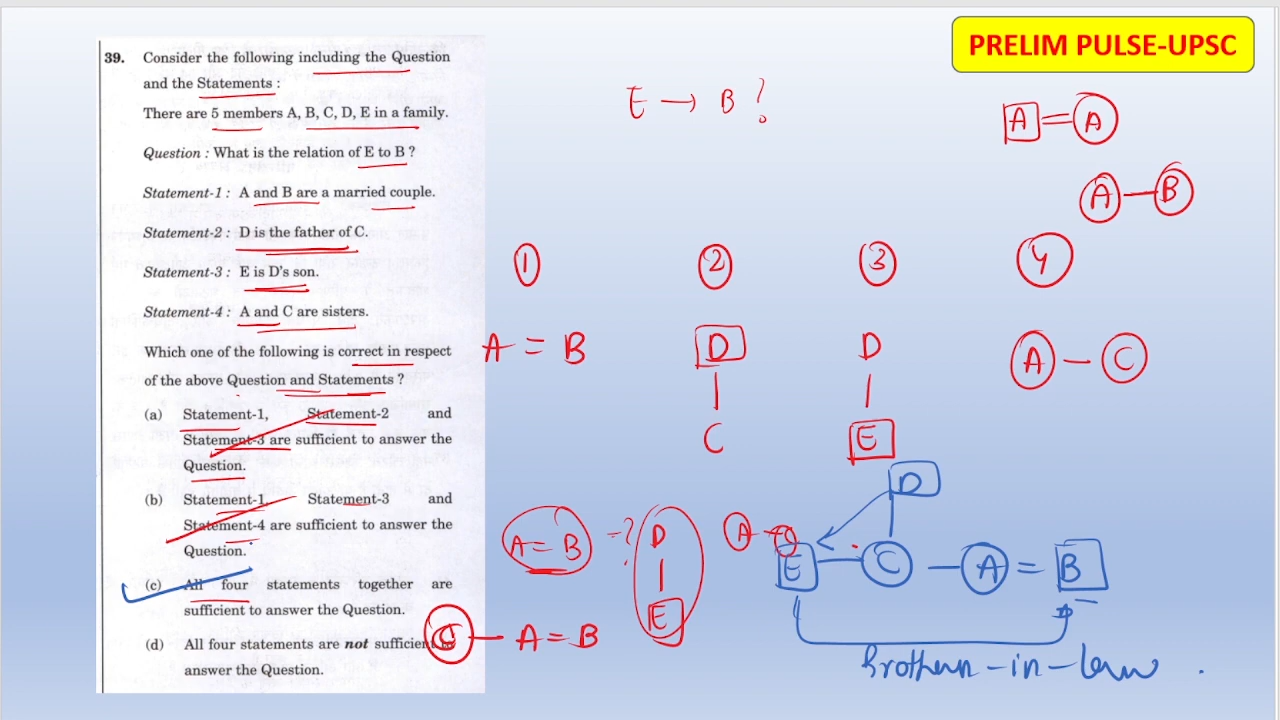 PRELIM PULSE-UPSC
39. Consider the following including the Question
and the Statements :
There are 5 members A, B, C, D, E in a family.
Question : What is the relation of E to B ?
Statement-1 : A and B are a married couple.
Statement-2 : D is the father of C.
Statement-3 : E is D's son.
Statement-4 : A and C are sisters.
Which one of the following is correct in respect
of the above Question and Statements ?
(a) Statement-1, Statement-2 and
Statement-3 are sufficient to answer the
Question.
(b) Statement-1, Statement-3 and
Statement-4 are sufficient to answer the
Question.
(c) All four statements together are
sufficient to answer the Question.
(d) All four statements are not sufficient to
answer the Question.
E → B ?
A = A
A — B
1 2 3 4
A = B
D
C
D
E
A — C
A = B - ?
D
E
C — A = B
A
D
E — C — A = B
brother-in-law